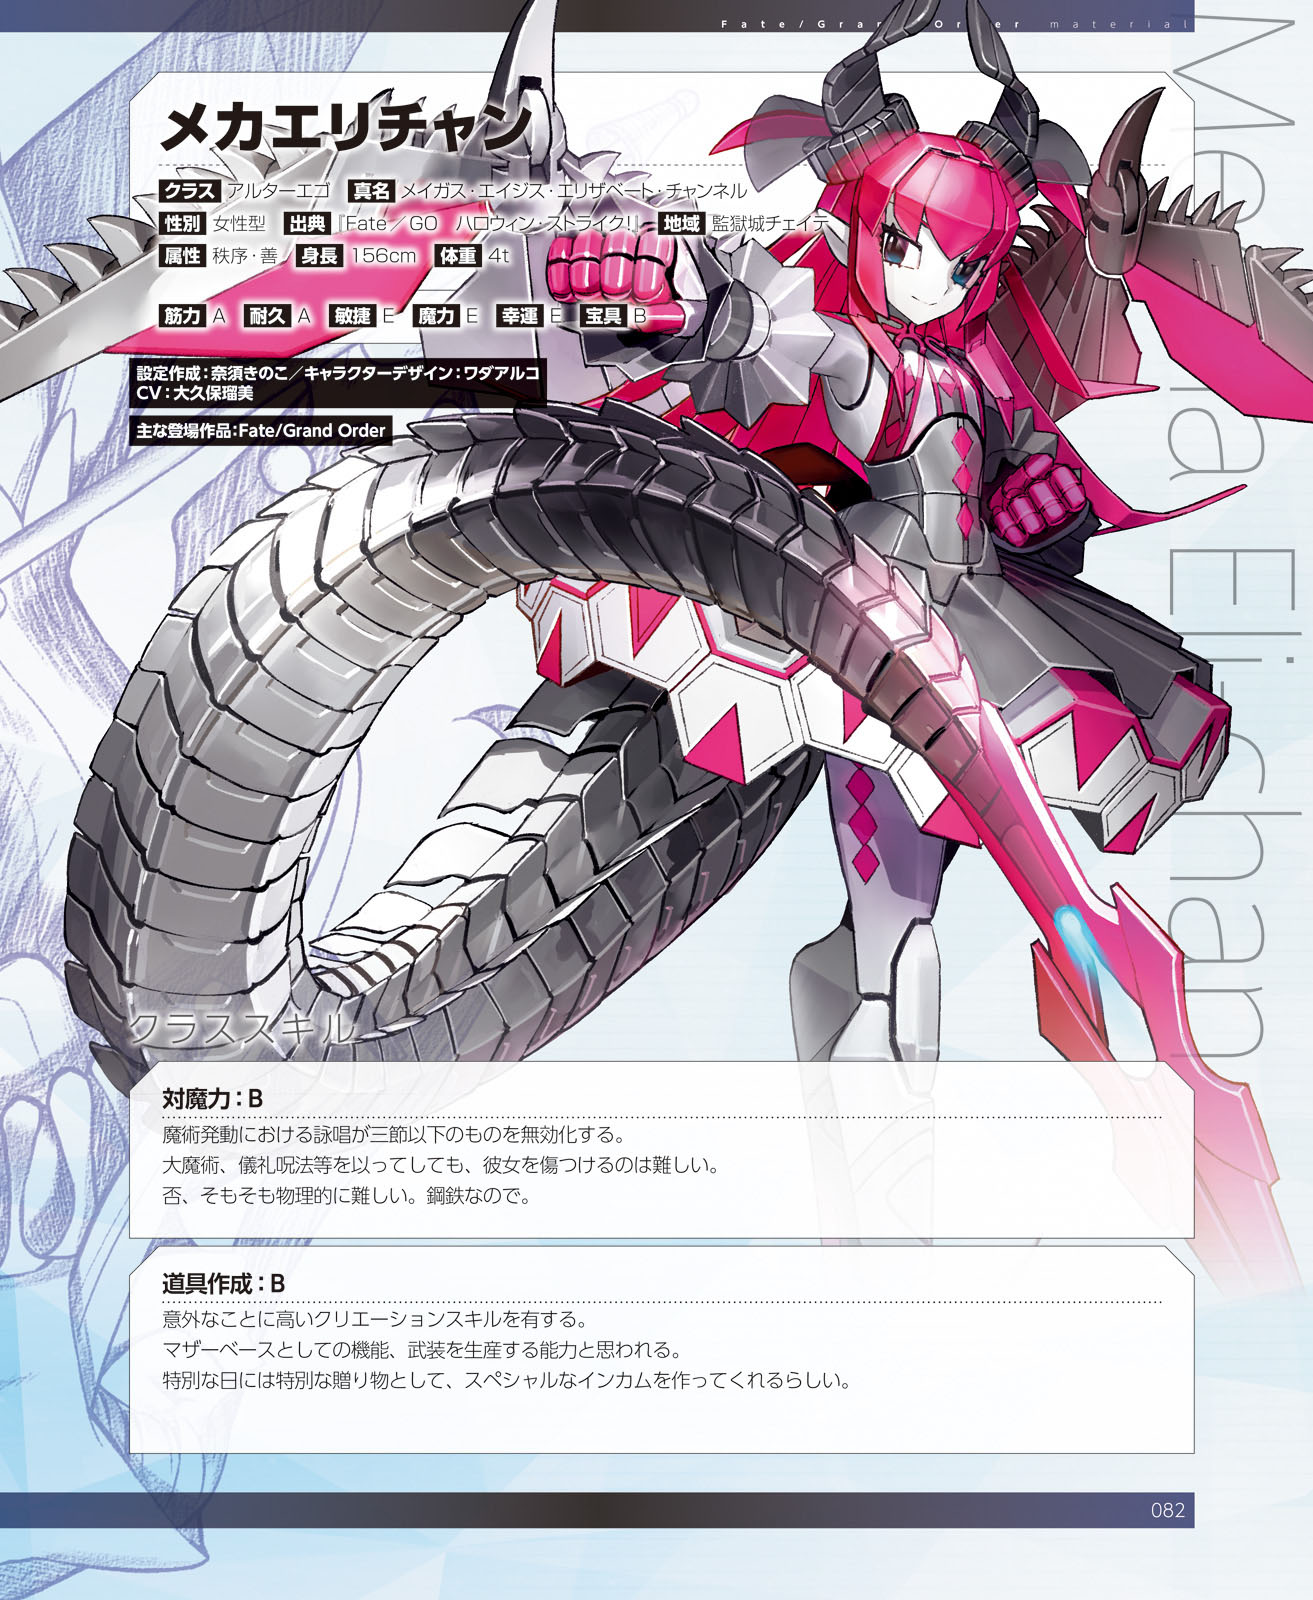 Fate/Grand Order material
Mecha Eli-chan
メカエリチャン
クラス アルターエゴ 真名 メイガス・エイジス・エリザベート・チャンネル
性別 女性型 出典 『Fate／GO ハロウィン・ストライク!』 地域 監獄城チェイテ
属性 秩序・善 身長 156cm 体重 4t
筋力 A 耐久 A 敏捷 E 魔力 E 幸運 E 宝具 B
設定作成：奈須きのこ／キャラクターデザイン：ワダアルコ
CV：大久保瑠美
主な登場作品：Fate/Grand Order
クラススキル
対魔力：B
魔術発動における詠唱が三節以下のものを無効化する。
大魔術、儀礼呪法等を以ってしても、彼女を傷つけるのは難しい。
否、そもそも物理的に難しい。鋼鉄なので。
道具作成：B
意外なことに高いクリエーションスキルを有する。
マザーベースとしての機能、武装を生産する能力と思われる。
特別な日には特別な贈り物として、スペシャルなインカムを作ってくれるらしい。
082